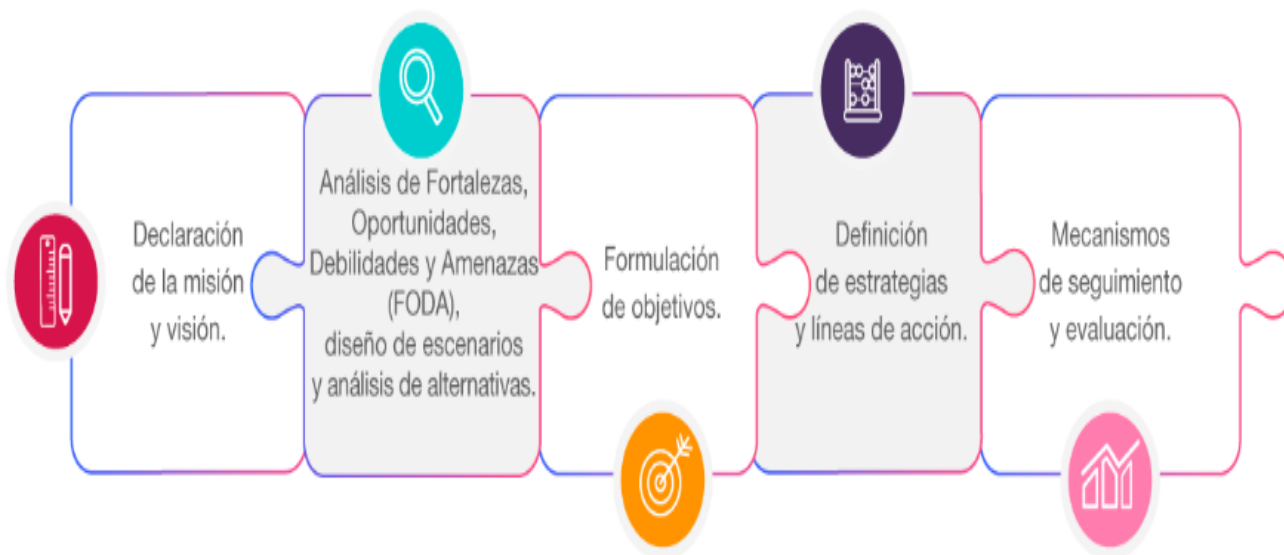 Declaración
de la misión
y visión.
Análisis de Fortalezas,
Oportunidades,
Debilidades y Amenazas
(FODA),
diseño de escenarios
y análisis de alternativas.
Formulación
de objetivos.
Definición
de estrategias
y líneas de acción.
Mecanismos
de seguimiento
y evaluación.